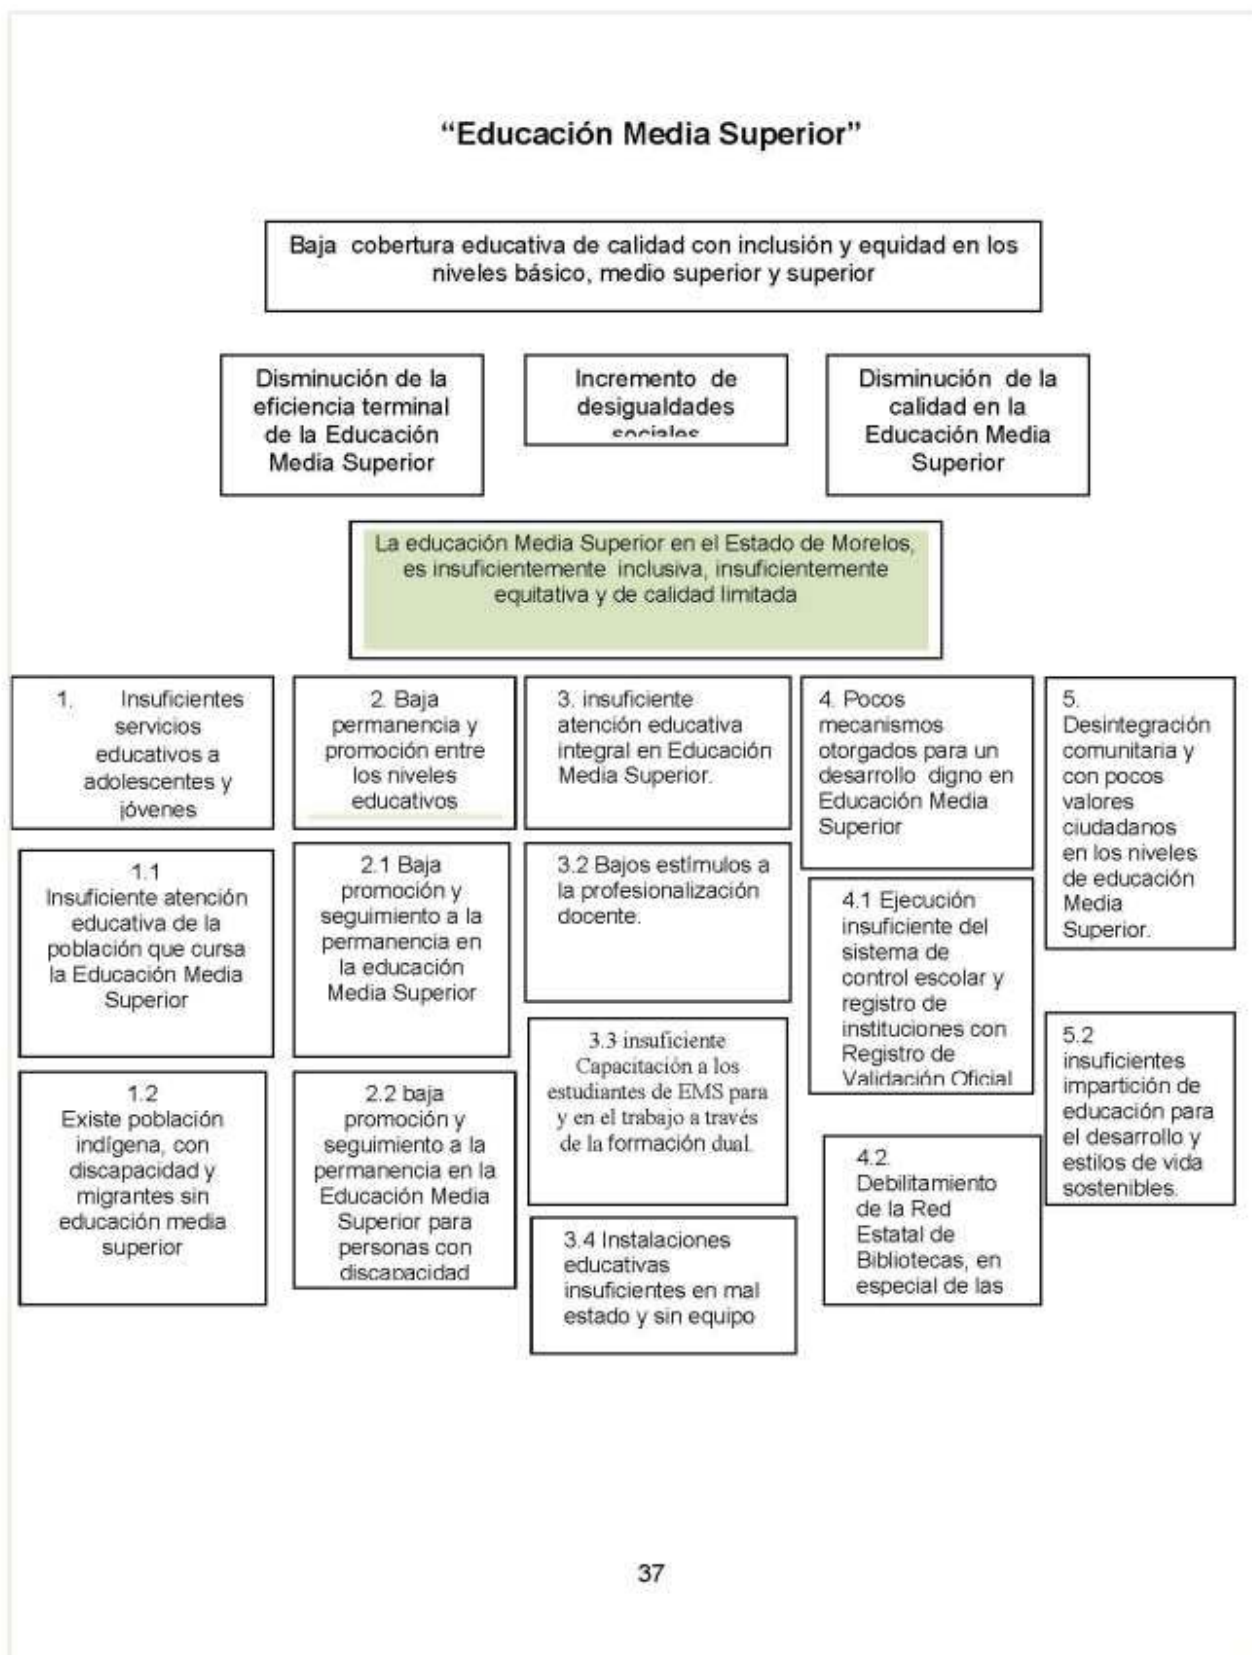 “Educación Media Superior”
Baja cobertura educativa de calidad con inclusión y equidad en los
niveles básico, medio superior y superior
Disminución de la
eficiencia terminal
de la Educación
Media Superior
Incremento de
desigualdades
sociales
Disminución de la
calidad en la
Educación Media
Superior
La educación Media Superior en el Estado de Morelos,
es insuficientemente inclusiva, insuficientemente
equitativa y de calidad limitada
1. Insuficientes
servicios
educativos a
adolescentes y
jóvenes
2. Baja
permanencia y
promoción entre
los niveles
educativos
3. insuficiente
atención educativa
integral en Educación
Media Superior.
4. Pocos
mecanismos
otorgados para un
desarrollo digno en
Educación Media
Superior
5.
Desintegración
comunitaria y
con pocos
valores
ciudadanos
en los niveles
de educación
Media
Superior.
1.1
Insuficiente atención
educativa de la
población que cursa
la Educación Media
Superior
2.1 Baja
promoción y
seguimiento a la
permanencia en
la educación
Media Superior
3.2 Bajos estímulos a
la profesionalización
docente.
4.1 Ejecución
insuficiente del
sistema de
control escolar y
registro de
instituciones con
Registro de
Validación Oficial
1.2
Existe población
indígena, con
discapacidad y
migrantes sin
educación media
superior
2.2 baja
promoción y
seguimiento a la
permanencia en la
Educación Media
Superior para
personas con
discapacidad
3.3 insuficiente
Capacitación a los
estudiantes de EMS para
y en el trabajo a través
de la formación dual.
5.2
insuficientes
impartición de
educación para
el desarrollo y
estilos de vida
sostenibles.
3.4 Instalaciones
educativas
insuficientes en mal
estado y sin equipo
4.2.
Debilitamiento
de la Red
Estatal de
Bibliotecas, en
especial de las
37